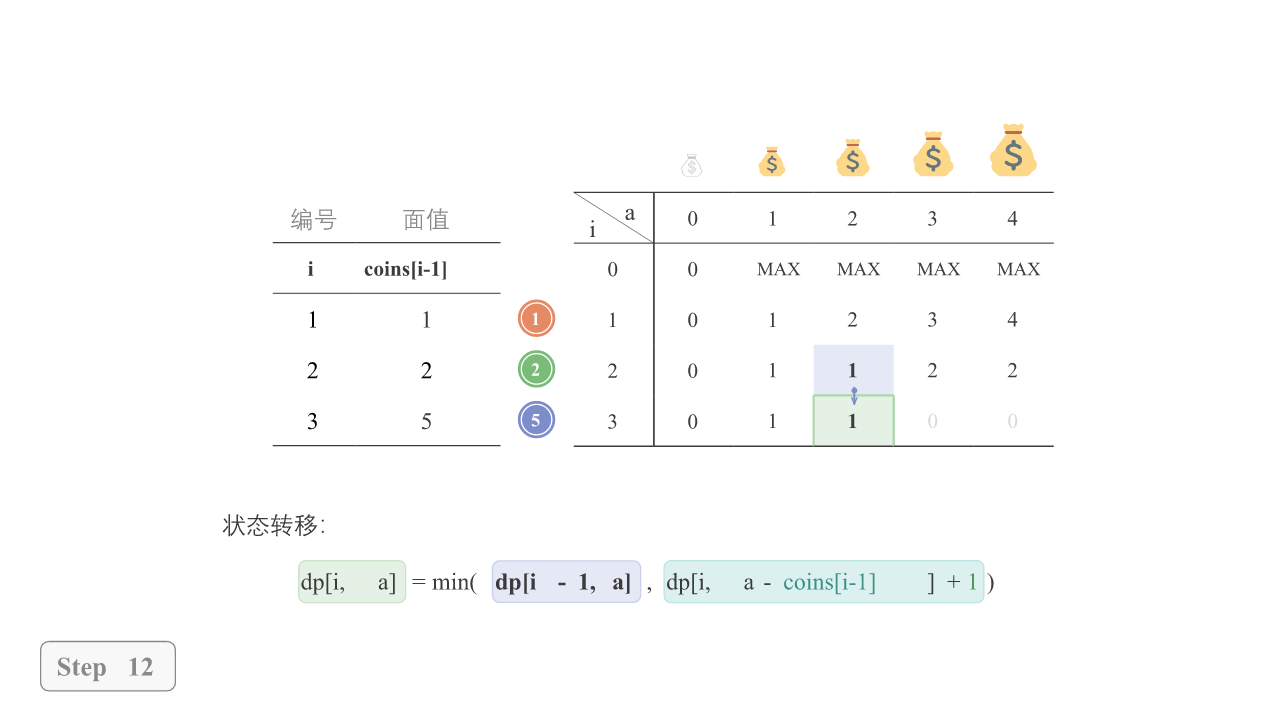 编号 面值
i coins[i-1]
1 1
2 2
3 5
1
2
5
$ $ $ $ $
i a 0 1 2 3 4
0 0 MAX MAX MAX MAX
1 0 1 2 3 4
2 0 1 1 2 2
3 0 1 1 0 0
状态转移:
dp[i, a] = min( dp[i - 1, a] , dp[i, a - coins[i-1] ] + 1 )
Step 12